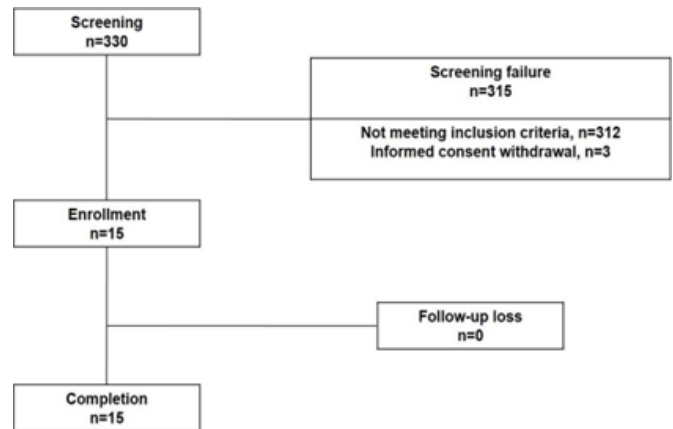 Screening
n=330
Screening failure
n=315
Not meeting inclusion criteria, n=312
Informed consent withdrawal, n=3
Enrollment
n=15
Follow-up loss
n=0
Completion
n=15